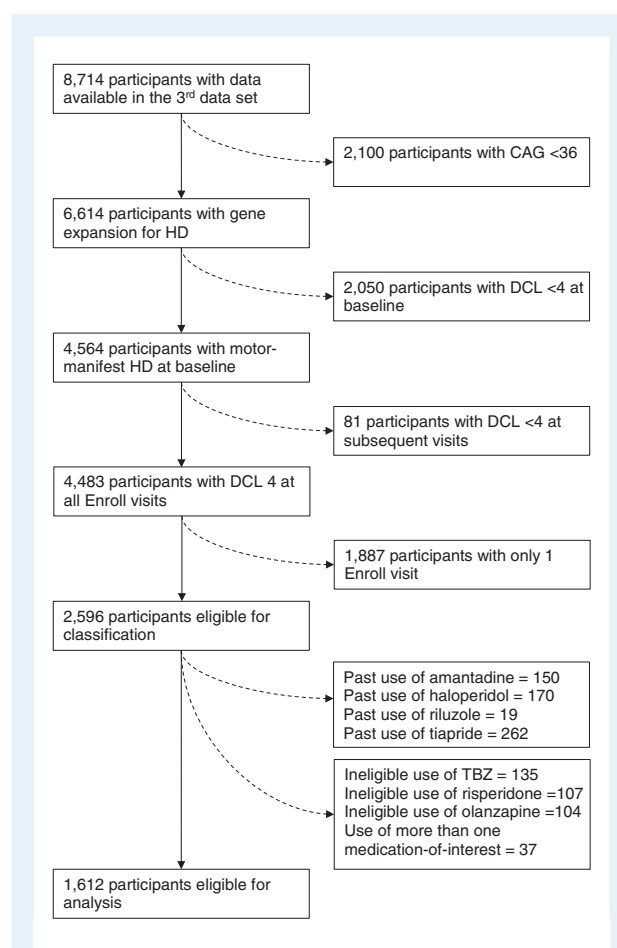 8,714 participants with data
available in the 3rd data set
2,100 participants with CAG <36
6,614 participants with gene
expansion for HD
2,050 participants with DCL <4 at
baseline
4,564 participants with motor-
manifest HD at baseline
81 participants with DCL <4 at
subsequent visits
4,483 participants with DCL 4 at
all Enroll visits
1,887 participants with only 1
Enroll visit
2,596 participants eligible for
classification
Past use of amantadine = 150
Past use of haloperidol = 170
Past use of riluzole = 19
Past use of tiapride = 262
Ineligible use of TBZ = 135
Ineligible use of risperidone =107
Ineligible use of olanzapine =104
Use of more than one
medication-of-interest = 37
1,612 participants eligible for
analysis